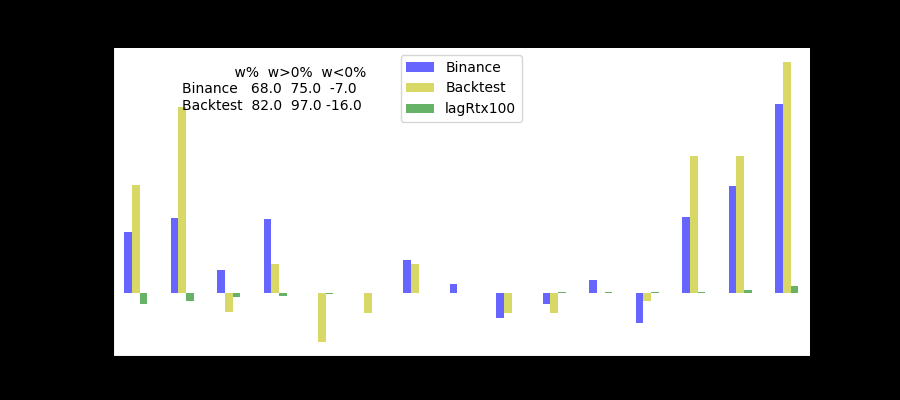 w%  w>0%  w<0%
Binance   68.0  75.0  -7.0
Backtest  82.0  97.0 -16.0
Binance
Backtest
lagRtx100